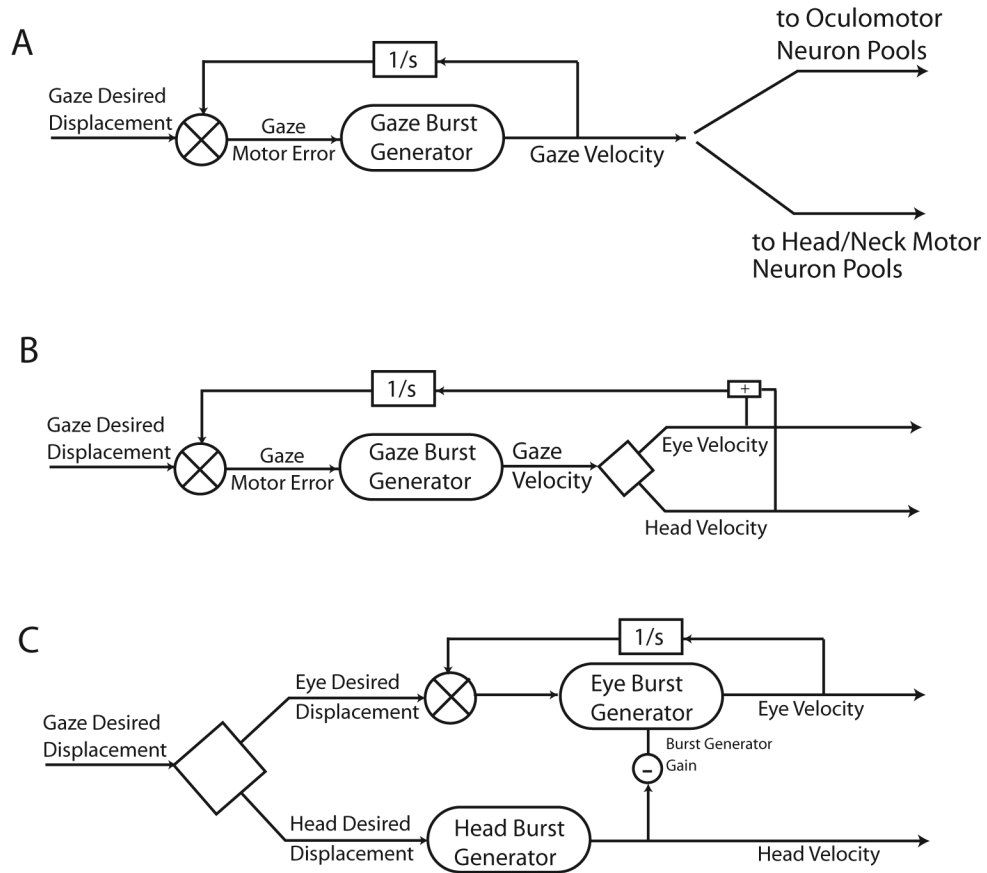 A
to Oculomotor
Neuron Pools
1/s
Gaze Desired
Displacement
Gaze
Motor Error
Gaze Burst
Generator
Gaze Velocity
to Head/Neck Motor
Neuron Pools
B
1/s
+
Gaze Desired
Displacement
Gaze
Motor Error
Gaze Burst
Generator
Gaze
Velocity
Eye Velocity
Head Velocity
C
1/s
Eye Desired
Displacement
Eye Burst
Generator
Eye Velocity
Gaze Desired
Displacement
Burst Generator
Gain
-
Head Desired
Displacement
Head Burst
Generator
Head Velocity